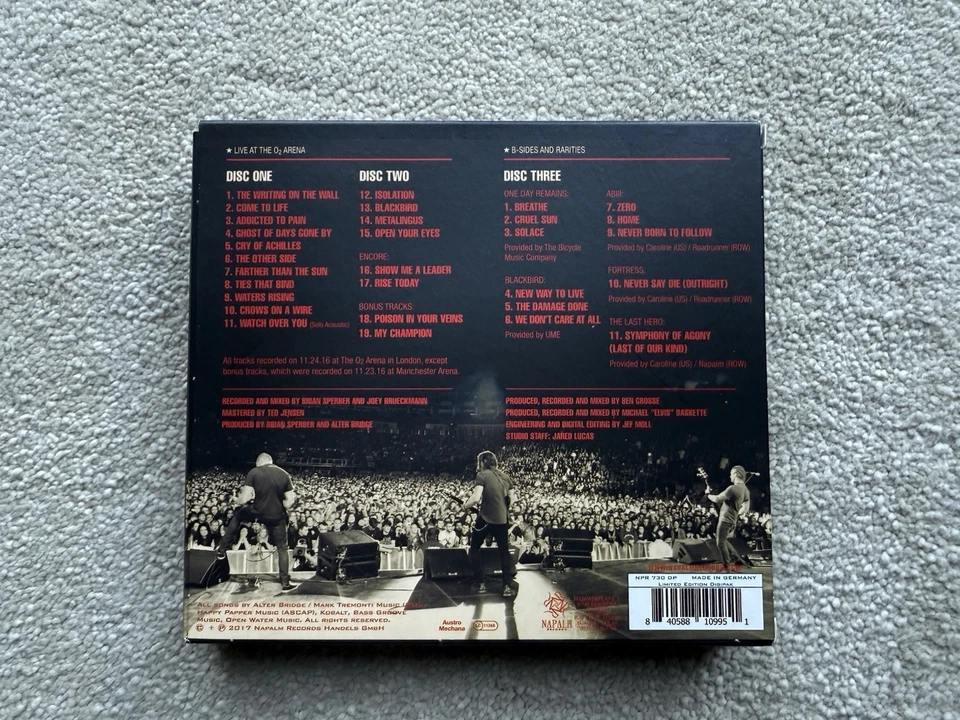 ★ LIVE AT THE O2 ARENA
DISC ONE
1. THE WRITING ON THE WALL
2. COME TO LIFE
3. ADDICTED TO PAIN
4. GHOST OF DAYS GONE BY
5. CRY OF ACHILLES
6. THE OTHER SIDE
7. FARTHER THAN THE SUN
8. TIES THAT BIND
9. WATERS RISING
10. CROWS ON A WIRE
11. WATCH OVER YOU (Solo Acoustic)
DISC TWO
12. ISOLATION
13. BLACKBIRD
14. METALINGUS
15. OPEN YOUR EYES
ENCORE:
16. SHOW ME A LEADER
17. RISE TODAY
BONUS TRACKS:
18. POISON IN YOUR VEINS
19. MY CHAMPION
All tracks recorded on 11.24.16 at The O2 Arena in London, except
bonus tracks, which were recorded on 11.23.16 at Manchester Arena.
RECORDED AND MIXED BY BRIAN SPERBER AND JOEY BRUECKMANN
MASTERED BY TED JENSEN
PRODUCED BY BRIAN SPERBER AND ALTER BRIDGE
★ B-SIDES AND RARITIES
DISC THREE
ONE DAY REMAINS:
1. BREATHE
2. CRUEL SUN
3. SOLACE
Provided by The Bicycle
Music Company
BLACKBIRD:
4. NEW WAY TO LIVE
5. THE DAMAGE DONE
6. WE DON'T CARE AT ALL
Provided by UME
ABIII:
7. ZERO
8. HOME
9. NEVER BORN TO FOLLOW
Provided by Caroline (US) / Roadrunner (ROW)
FORTRESS:
10. NEVER SAY DIE (OUTRIGHT)
Provided by Caroline (US) / Roadrunner (ROW)
THE LAST HERO:
11. SYMPHONY OF AGONY
(LAST OF OUR KIND)
Provided by Caroline (US) / Napalm (ROW)
PRODUCED, RECORDED AND MIXED BY BEN GROSSE
PRODUCED, RECORDED AND MIXED BY MICHAEL "ELVIS" BASKETTE
ENGINEERING AND DIGITAL EDITING BY JEF MOLL
STUDIO STAFF: JARED LUCAS
ALL SONGS BY ALTER BRIDGE / MARK TREMONTI MUSIC
HAPPY PAPPER MUSIC (ASCAP), KOBALT, BASS GROOVE
MUSIC, OPEN WATER MUSIC. ALL RIGHTS RESERVED.
© + ℗ 2017 NAPALM RECORDS HANDELS GMBH
Austro
Mechana
LC 11368
NAPALM
RECORDS
NPR 730 DP MADE IN GERMANY
LIMITED EDITION DIGIPAK
8 40588 10995 1